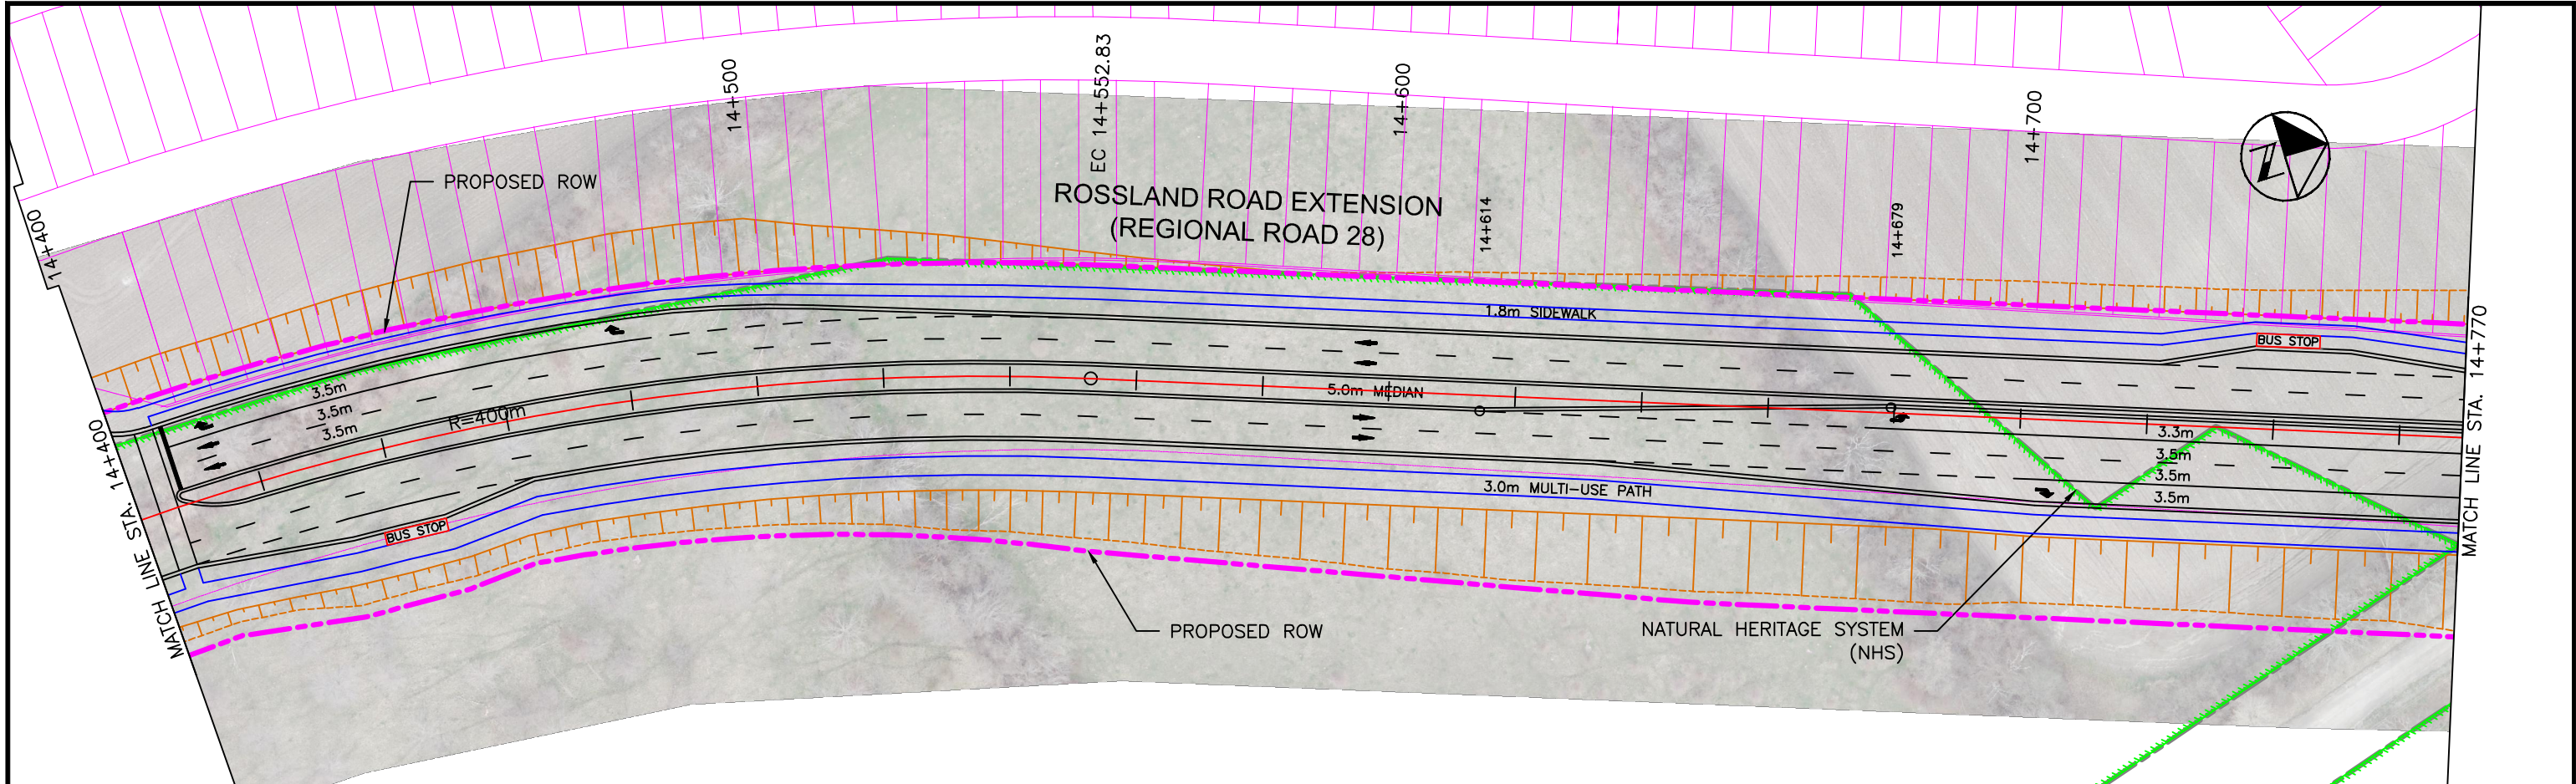 14+500
EC 14+552.83
14+600
14+700
PROPOSED ROW
ROSSLAND ROAD EXTENSION
(REGIONAL ROAD 28)
14+614
14+679
N
14+400
1.8m SIDEWALK
BUS STOP
3.5m
3.5m
3.5m
R=400m
5.0m MEDIAN
3.3m
3.5m
3.5m
3.5m
3.0m MULTI-USE PATH
BUS STOP
MATCH LINE STA. 14+400
MATCH LINE STA. 14+770
PROPOSED ROW
NATURAL HERITAGE SYSTEM
(NHS)